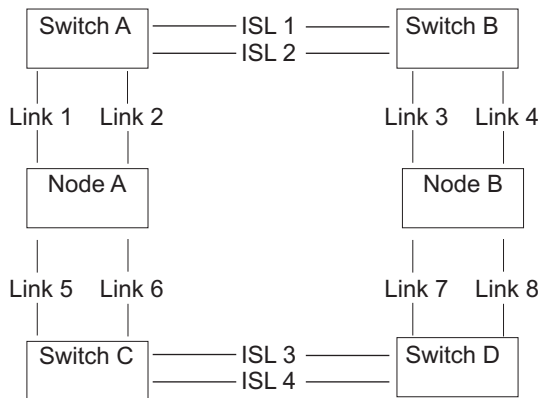 Switch A ISL 1 Switch B
ISL 2
Link 1 Link 2 Link 3 Link 4
Node A Node B
Link 5 Link 6 Link 7 Link 8
Switch C ISL 3 Switch D
ISL 4